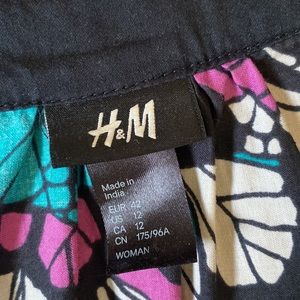 H&M
Made in
India
EUR 42
US 12
CA 12
CN 175/96A
WOMAN